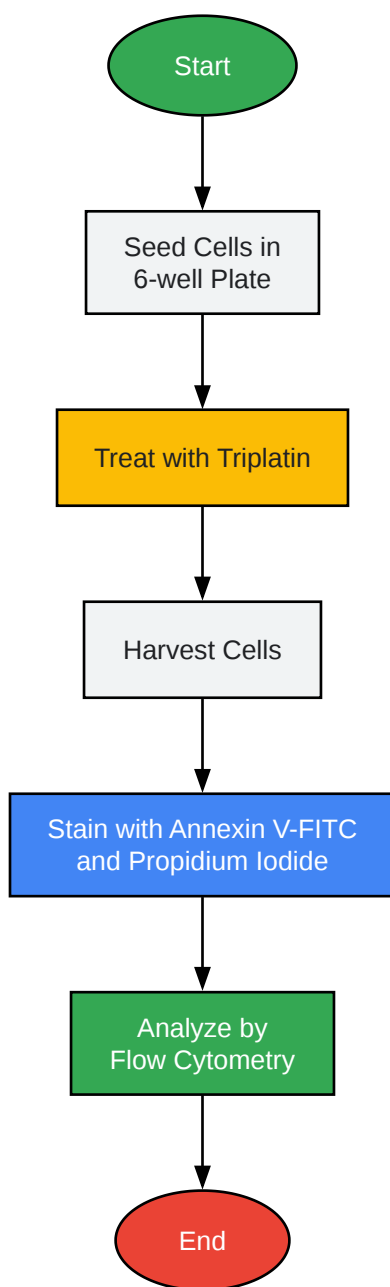 Start
Seed Cells in
6-well Plate
Treat with Triplatin
Harvest Cells
Stain with Annexin V-FITC
and Propidium Iodide
Analyze by
Flow Cytometry
End